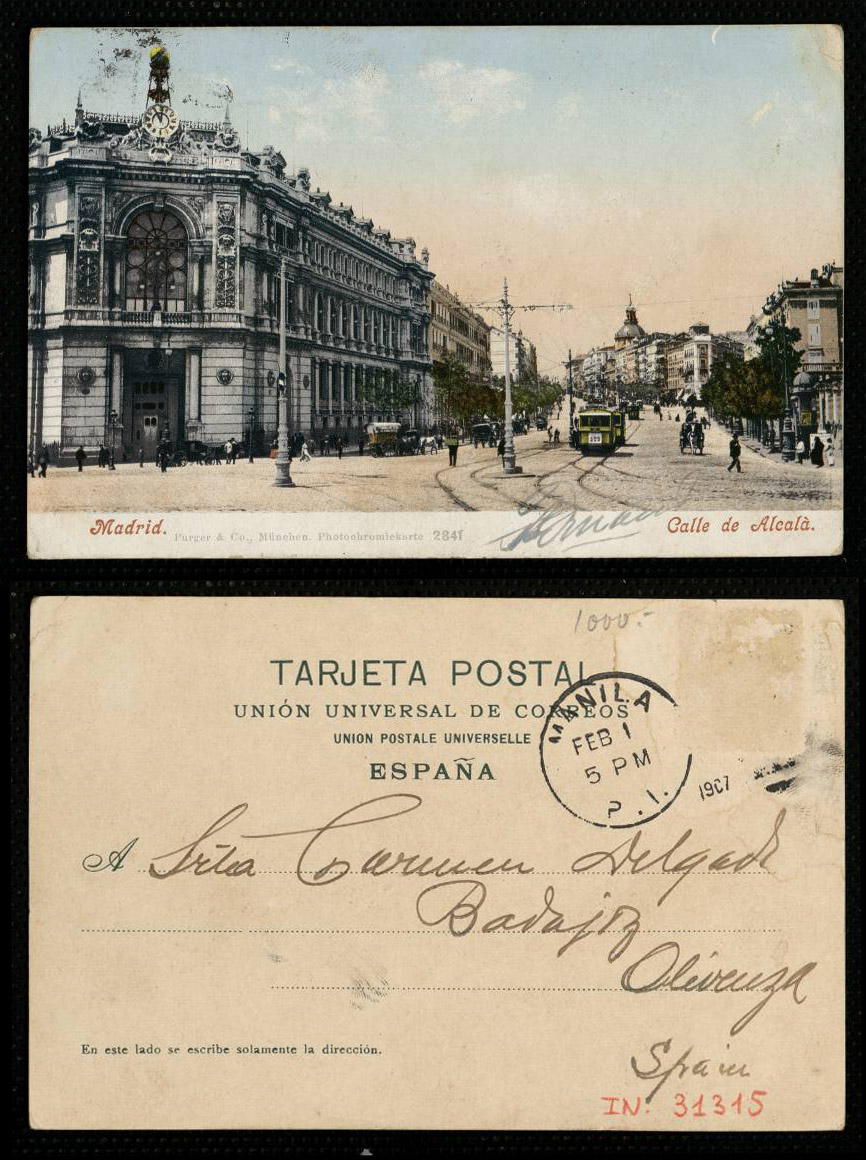 Madrid.
Purger & Co., München. Photochromiekarte 2841
Calle de Alcalà.
1000.-
TARJETA POSTAL
UNIÓN UNIVERSAL DE CORREOS
UNION POSTALE UNIVERSELLE
ESPAÑA
MANILA
FEB 1
5 PM
P.I.
1907
A Srita Carmen Delgado
Badajoz
Olivenza
En este lado se escribe solamente la dirección.
Spain
IN: 31315